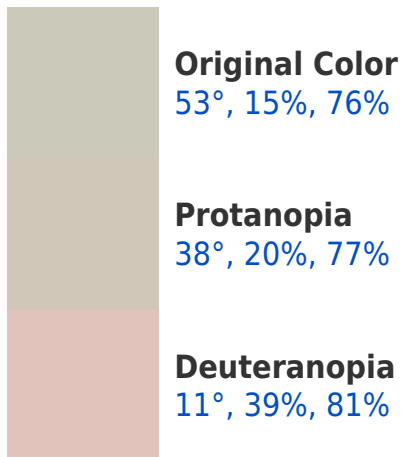 Original Color
53°, 15%, 76%
Protanopia
38°, 20%, 77%
Deuteranopia
11°, 39%, 81%